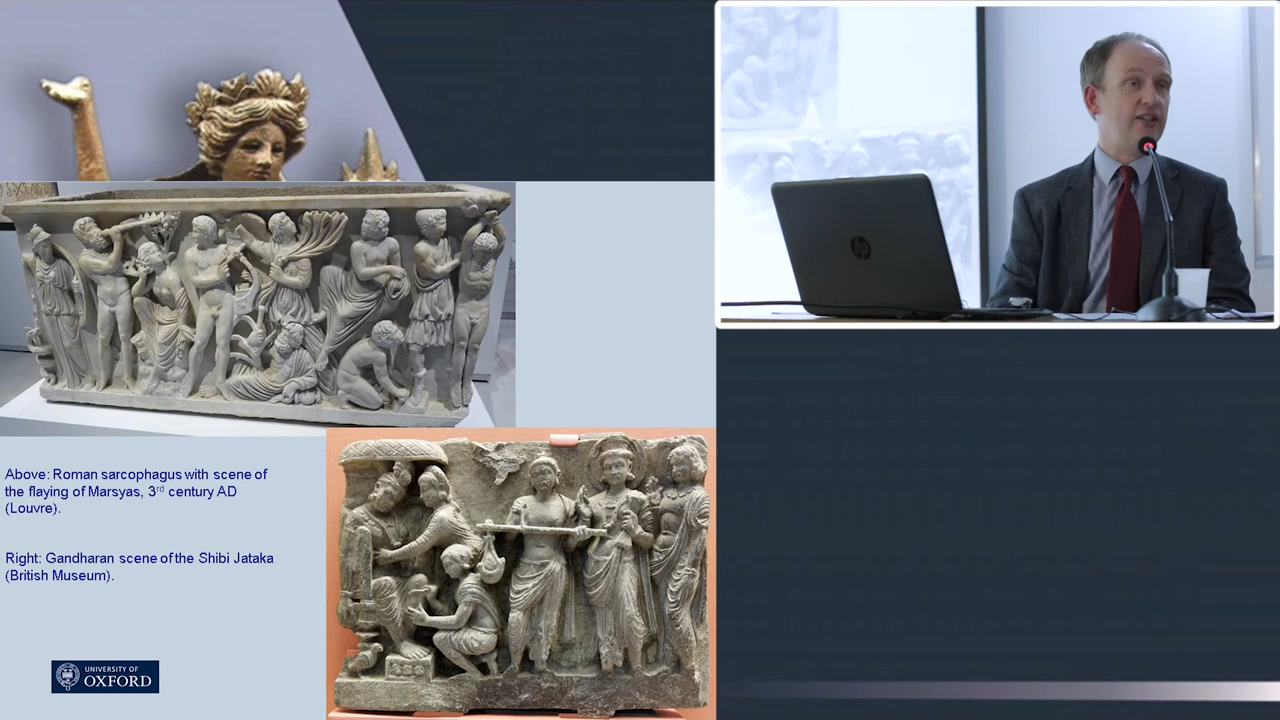 Above: Roman sarcophagus with scene of
the flaying of Marsyas, 3rd century AD
(Louvre).
Right: Gandharan scene of the Shibi Jataka
(British Museum).
UNIVERSITY OF
OXFORD
hp